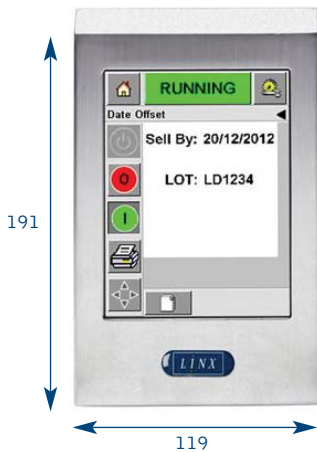 RUNNING
Date Offset
Sell By: 20/12/2012
O
LOT: LD1234
I
191
LINX
119